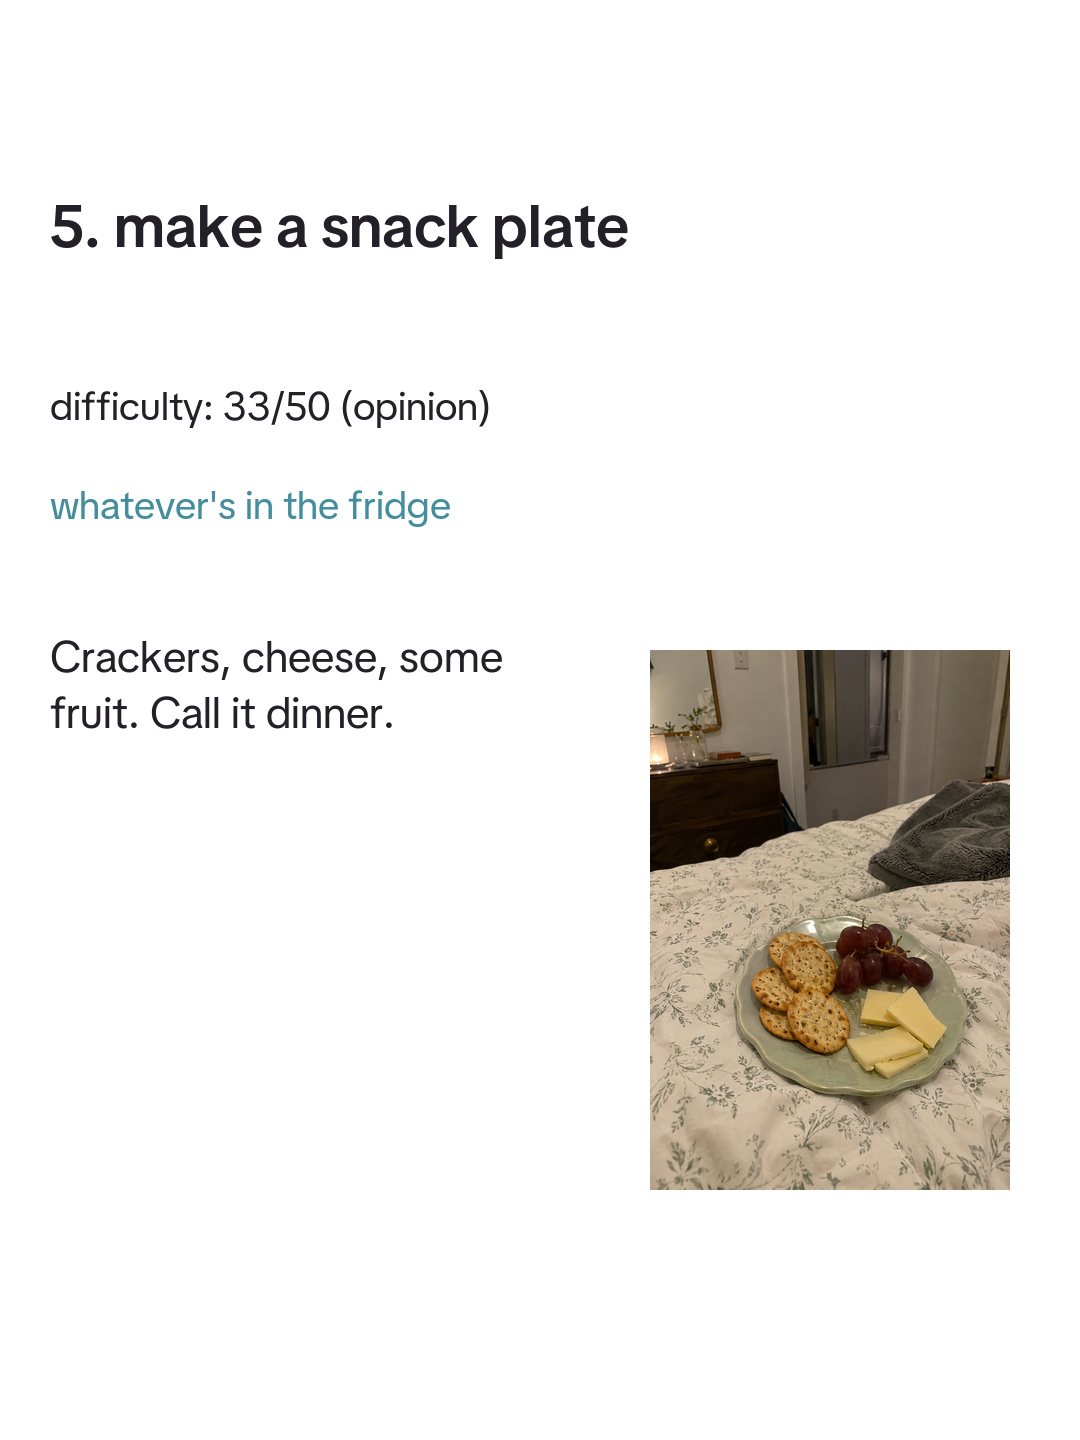 5. make a snack plate
difficulty: 33/50 (opinion)
whatever's in the fridge
Crackers, cheese, some
fruit. Call it dinner.